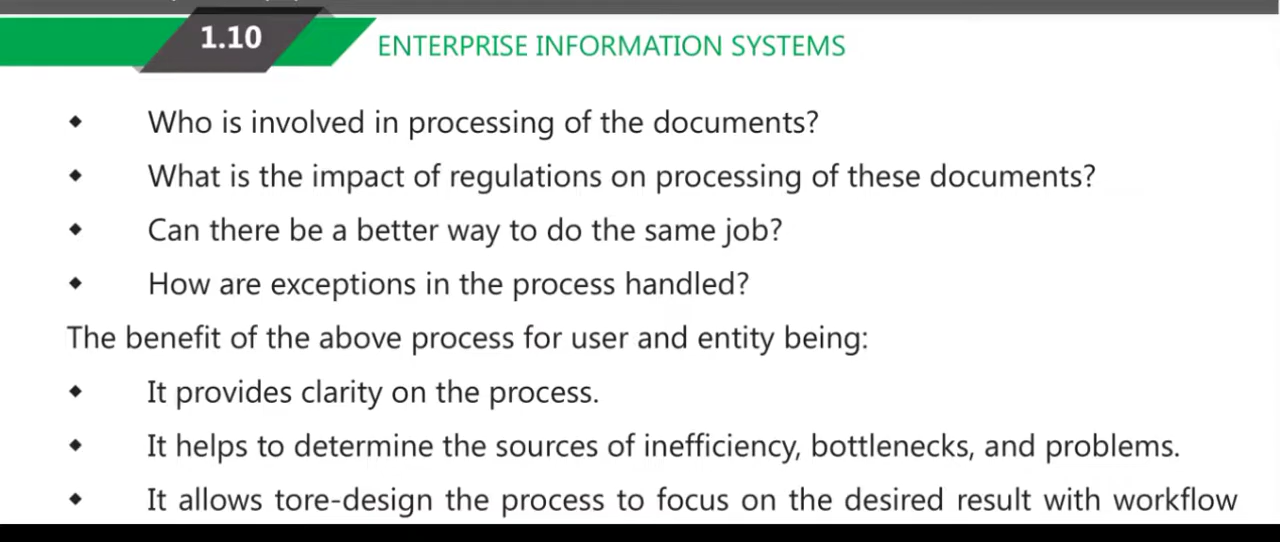 1.10
ENTERPRISE INFORMATION SYSTEMS
◆ Who is involved in processing of the documents?
◆ What is the impact of regulations on processing of these documents?
◆ Can there be a better way to do the same job?
◆ How are exceptions in the process handled?
The benefit of the above process for user and entity being:
◆ It provides clarity on the process.
◆ It helps to determine the sources of inefficiency, bottlenecks, and problems.
◆ It allows tore-design the process to focus on the desired result with workflow